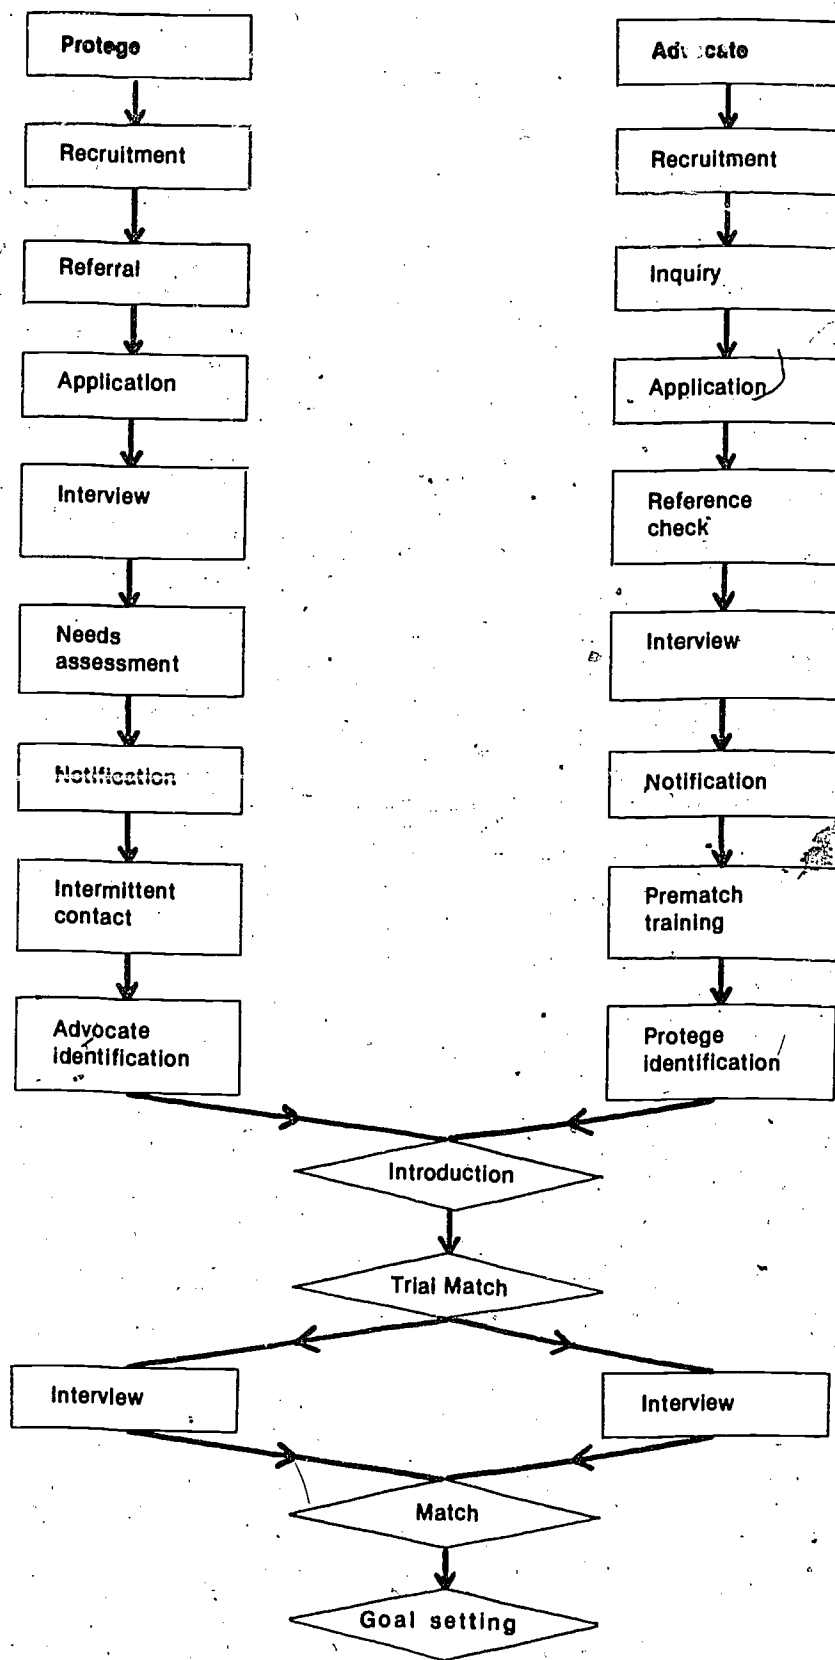 Protege
Recruitment
Referral
Application
Interview
Needs
assessment
Notification
Intermittent
contact
Advocate
identification
Advocate
Recruitment
Inquiry
Application
Reference
check
Interview
Notification
Prematch
training
Protege
identification
Introduction
Trial Match
Interview
Interview
Match
Goal setting